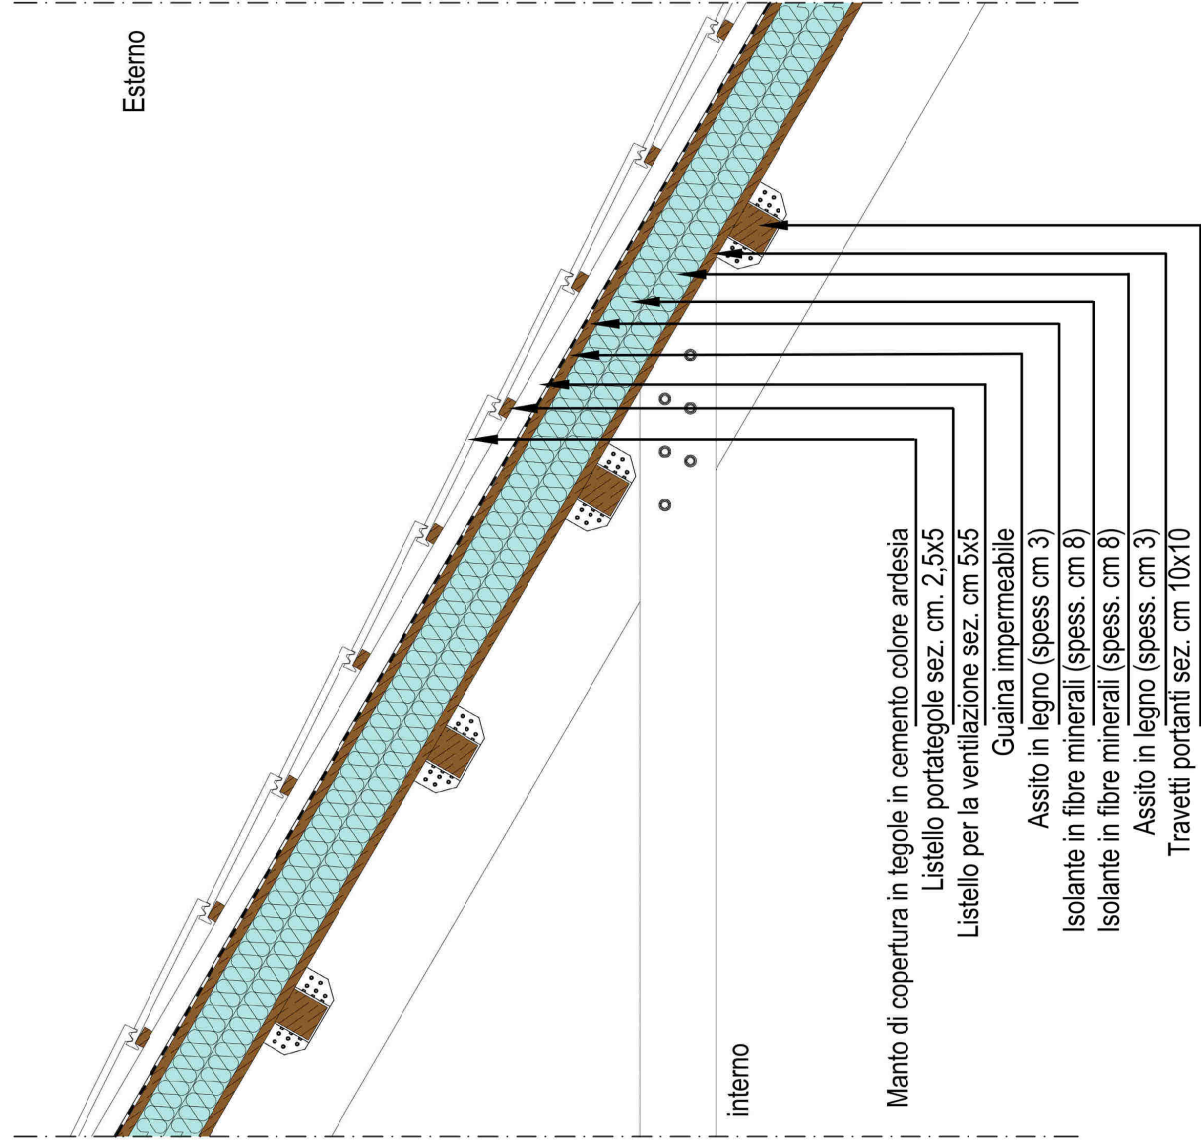 Esterno
interno
Manto di copertura in tegole in cemento colore ardesia
Listello portategole sez. cm. 2,5x5
Listello per la ventilazione sez. cm 5x5
Guaina impermeabile
Assito in legno (spess cm 3)
Isolante in fibre minerali (spess. cm 8)
Isolante in fibre minerali (spess. cm 8)
Assito in legno (spess. cm 3)
Travetti portanti sez. cm 10x10